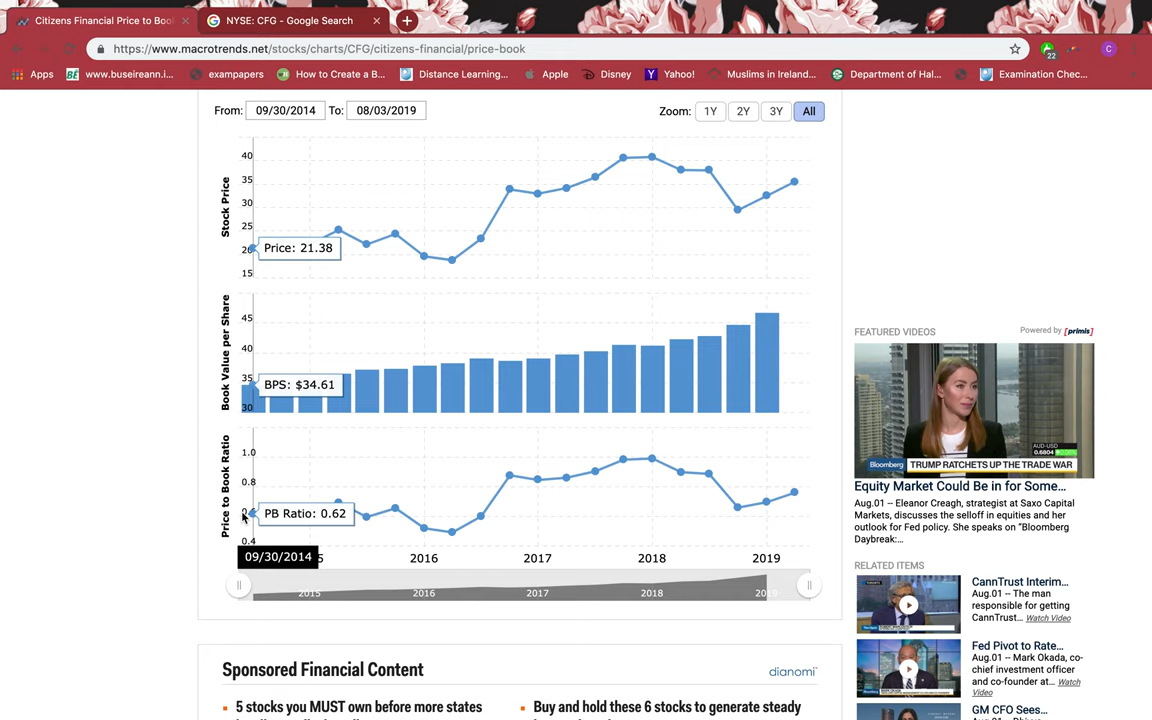 Citizens Financial Price to Boo
NYSE: CFG - Google Search
https://www.macrotrends.net/stocks/charts/CFG/citizens-financial/price-book
22
C
Apps
BÉ www.buseireann.i...
exampapers
How to Create a B...
Distance Learning...
Apple
Disney
Yahoo!
Muslims in Ireland...
Department of Hal...
Examination Chec...
From: 09/30/2014 To: 08/03/2019
Zoom: 1Y 2Y 3Y All
Stock Price
40
35
30
25
20
15
Price: 21.38
Book Value per Share
45
40
35
30
BPS: $34.61
Price to Book Ratio
1.0
0.8
0.4
PB Ratio: 0.62
09/30/2014
2016
2017
2018
2019
2015
2016
2017
2018
FEATURED VIDEOS
Powered by [primis]
AUD-USD
0.6804
Bloomberg
TRUMP RATCHETS UP THE TRADE WAR
Equity Market Could Be in for Some...
Aug.01 -- Eleanor Creagh, strategist at Saxo Capital
Markets, discusses the selloff in equities and her
outlook for Fed policy. She speaks on "Bloomberg
Daybreak:...
RELATED ITEMS
CannTrust Interim...
Aug.01 -- The man
responsible for getting
CannTrust... Watch Video
Fed Pivot to Rate...
Aug.01 -- Mark Okada, co-
chief investment officer
and co-founder at... Watch
Video
GM CFO Sees...
Sponsored Financial Content
dianomi
5 stocks you MUST own before more states
Buy and hold these 6 stocks to generate steady